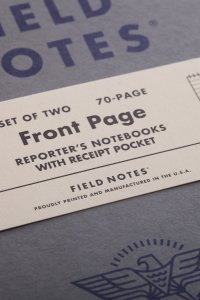 FIELD
NOTES®
SET OF TWO 70-PAGE
Front Page
REPORTER'S NOTEBOOKS
WITH RECEIPT POCKET
FIELD NOTES®
PROUDLY PRINTED AND MANUFACTURED IN THE U.S.A.